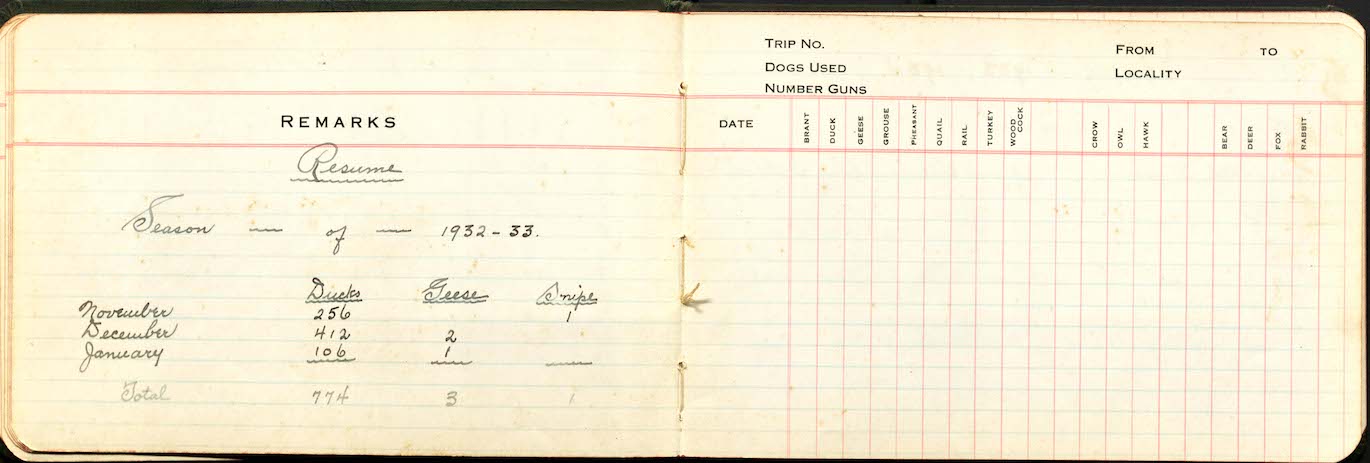 REMARKS
Resume
Season — of — 1932-33.
Ducks Geese Snipe
November 256 1
December 412 2
January 106 1
Total 774 3 1
TRIP NO. FROM TO
DOGS USED LOCALITY
NUMBER GUNS
DATE BRANT DUCK GEESE GROUSE PHEASANT QUAIL RAIL TURKEY WOOD COCK CROW OWL HAWK BEAR DEER FOX RABBIT